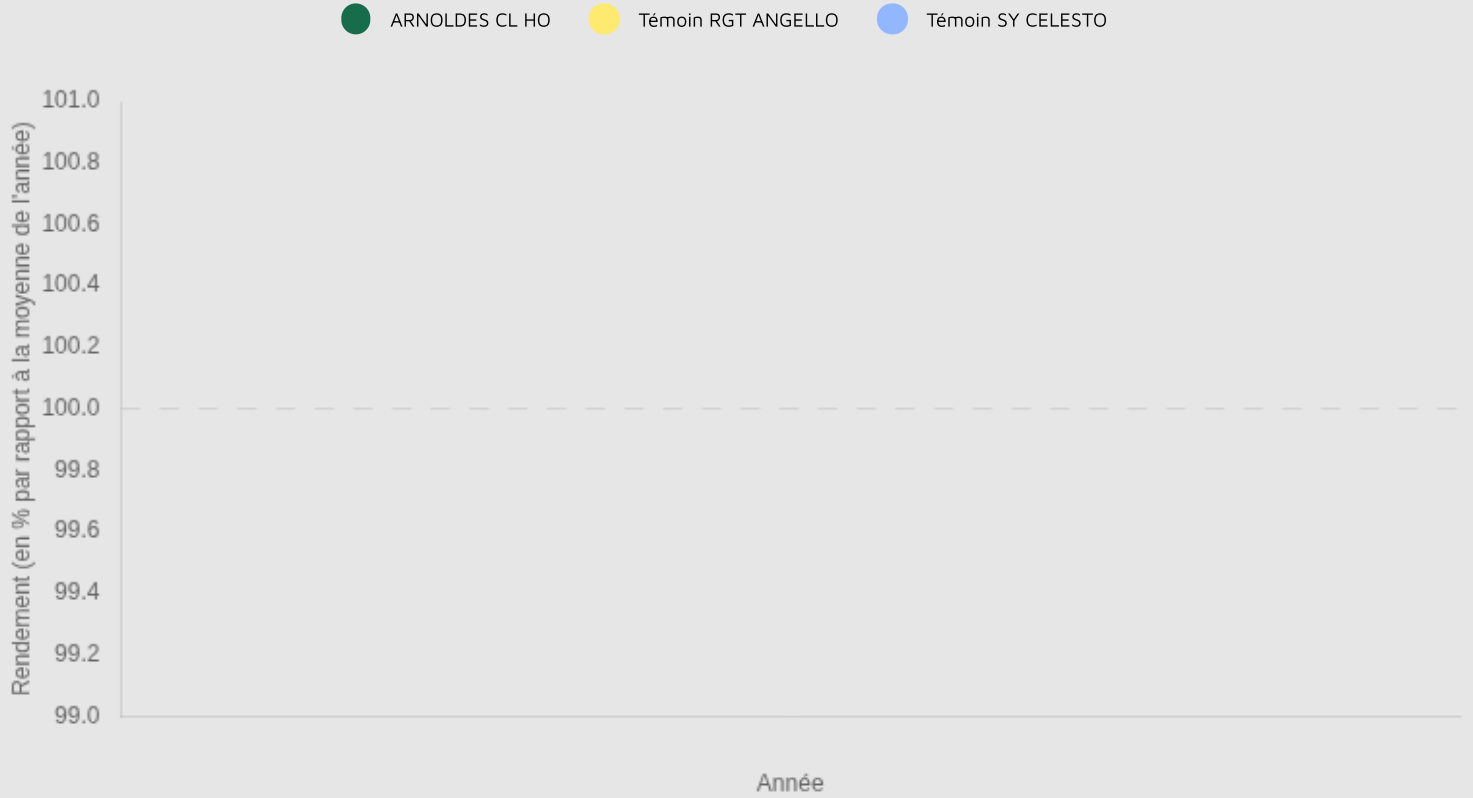 ARNOLDES CL HO
Témoin RGT ANGELLO
Témoin SY CELESTO
Rendement (en % par rapport à la moyenne de l'année)
101.0
100.8
100.6
100.4
100.2
100.0
99.8
99.6
99.4
99.2
99.0
Année